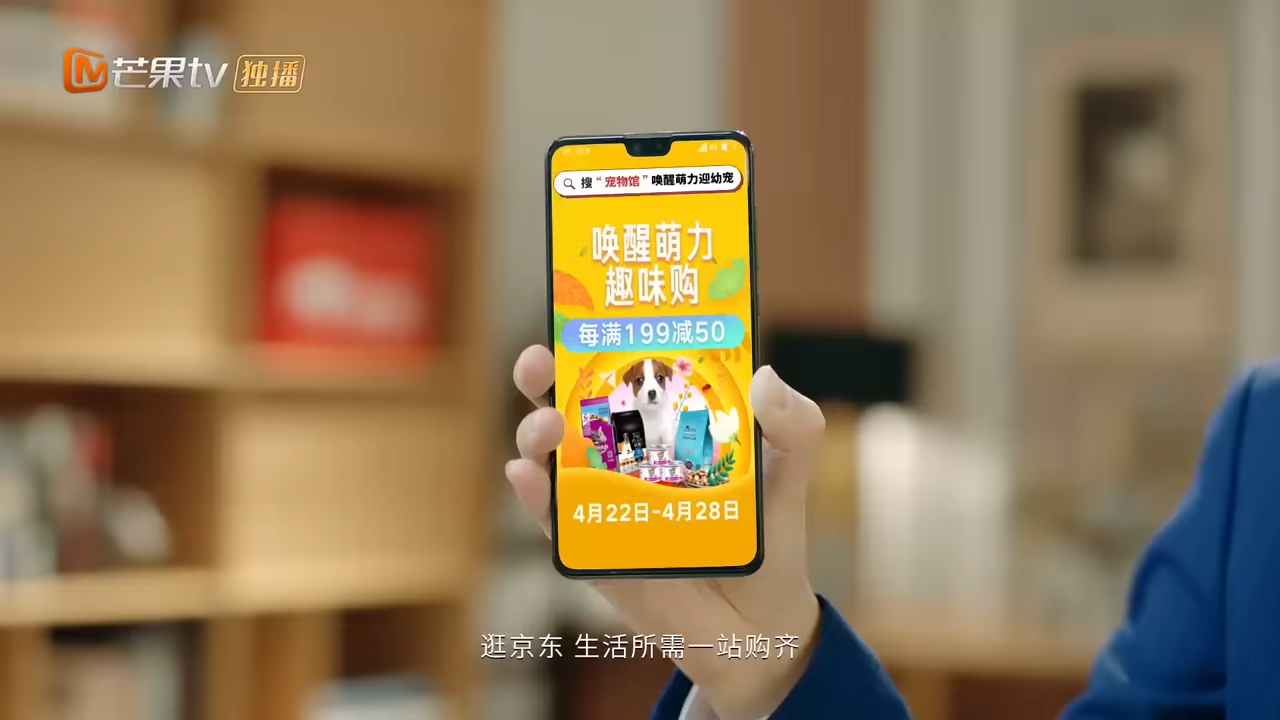 芒果tv 独播
搜“宠物馆”唤醒萌力迎幼宠
唤醒萌力
趣味购
每满199减50
4月22日-4月28日
逛京东 生活所需一站购齐